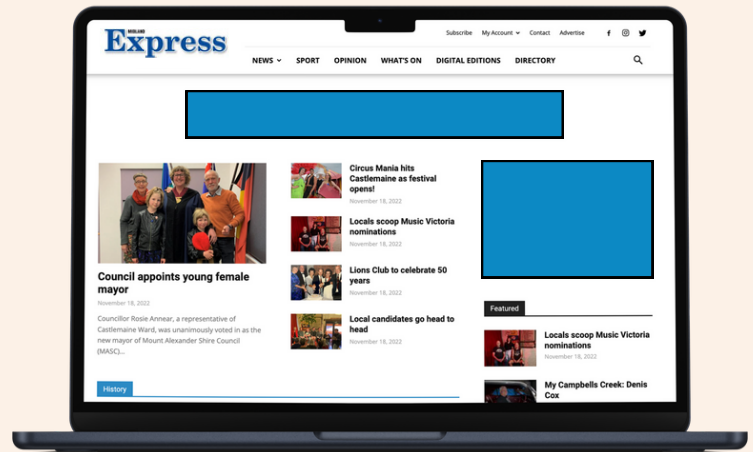 Subscribe My Account Contact Advertise
MIDLAND
Express
NEWS SPORT OPINION WHAT'S ON DIGITAL EDITIONS DIRECTORY
Council appoints young female
mayor
November 18, 2022
Councillor Rosie Annear, a representative of
Castlemaine Ward, was unanimously voted in as the
new mayor of Mount Alexander Shire Council
(MASC)...
History
Circus Mania hits
Castlemaine as festival
opens!
November 18, 2022
Locals scoop Music Victoria
nominations
November 18, 2022
Lions Club to celebrate 50
years
November 18, 2022
Local candidates go head to
head
November 18, 2022
Featured
Locals scoop Music Victoria
nominations
November 18, 2022
My Campbells Creek: Denis
Cox